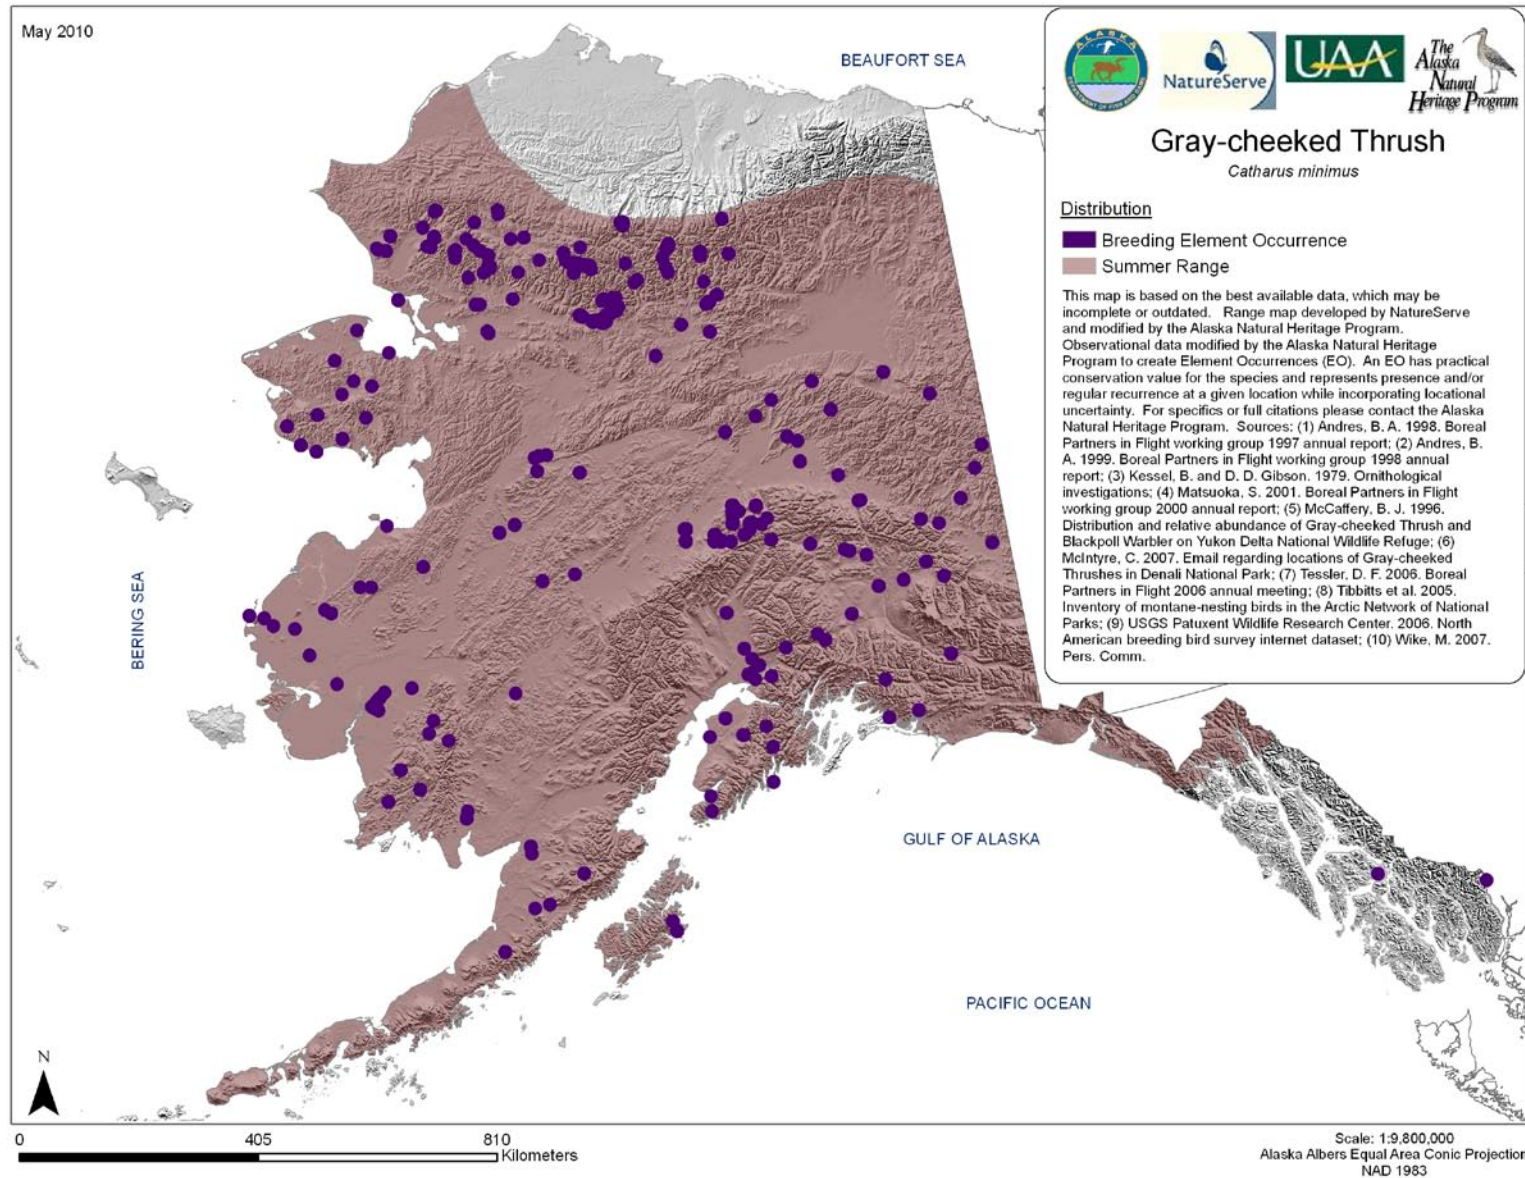 May 2010
BEAUFORT SEA
ALASKA
DEPARTMENT OF FISH AND GAME
NatureServe
UAA
The
Alaska
Natural
Heritage Program
Gray-cheeked Thrush
Catharus minimus
Distribution
Breeding Element Occurrence
Summer Range
This map is based on the best available data, which may be
incomplete or outdated. Range map developed by NatureServe
and modified by the Alaska Natural Heritage Program.
Observational data modified by the Alaska Natural Heritage
Program to create Element Occurrences (EO). An EO has practical
conservation value for the species and represents presence and/or
regular recurrence at a given location while incorporating locational
uncertainty. For specifics or full citations please contact the Alaska
Natural Heritage Program. Sources: (1) Andres, B. A. 1998. Boreal
Partners in Flight working group 1997 annual report; (2) Andres, B.
A. 1999. Boreal Partners in Flight working group 1998 annual
report; (3) Kessel, B. and D. D. Gibson. 1979. Ornithological
investigations; (4) Matsuoka, S. 2001. Boreal Partners in Flight
working group 2000 annual report; (5) McCaffery, B. J. 1996.
Distribution and relative abundance of Gray-cheeked Thrush and
Blackpoll Warbler on Yukon Delta National Wildlife Refuge; (6)
McIntyre, C. 2007. Email regarding locations of Gray-cheeked
Thrushes in Denali National Park; (7) Tessler, D. F. 2006. Boreal
Partners in Flight 2006 annual meeting; (8) Tibbitts et al. 2005.
Inventory of montane-nesting birds in the Arctic Network of National
Parks; (9) USGS Patuxent Wildlife Research Center. 2006. North
American breeding bird survey internet dataset; (10) Wike, M. 2007.
Pers. Comm.
BERING SEA
GULF OF ALASKA
PACIFIC OCEAN
N
0 405 810
Kilometers
Scale: 1:9,800,000
Alaska Albers Equal Area Conic Projection
NAD 1983